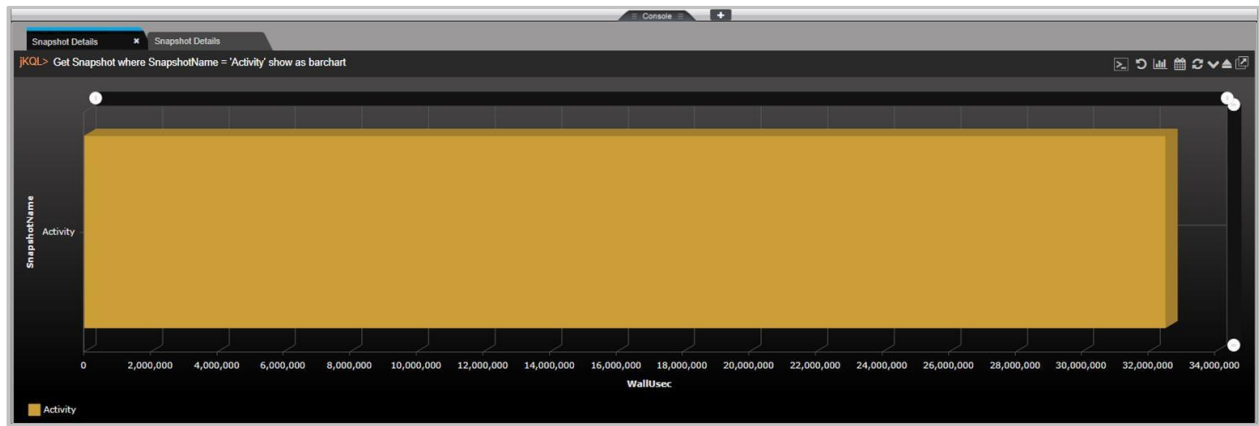 Console
+
Snapshot Details
Snapshot Details
jKQL> Get Snapshot where SnapshotName = 'Activity' show as barchart
SnapshotName
Activity
0 2,000,000 4,000,000 6,000,000 8,000,000 10,000,000 12,000,000 14,000,000 16,000,000 18,000,000 20,000,000 22,000,000 24,000,000 26,000,000 28,000,000 30,000,000 32,000,000 34,000,000
WallUsec
Activity